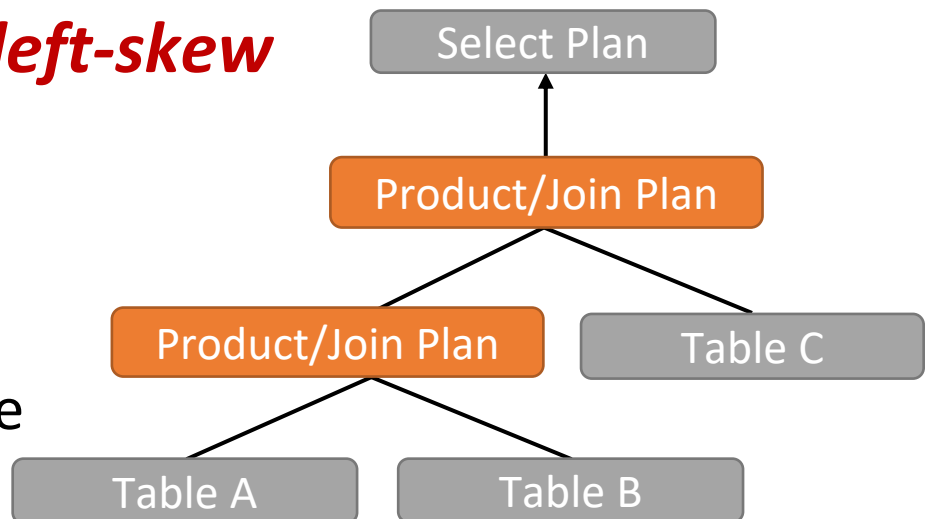 left-skew
Select Plan
Product/Join Plan
Product/Join Plan
Table C
e
Table A
Table B